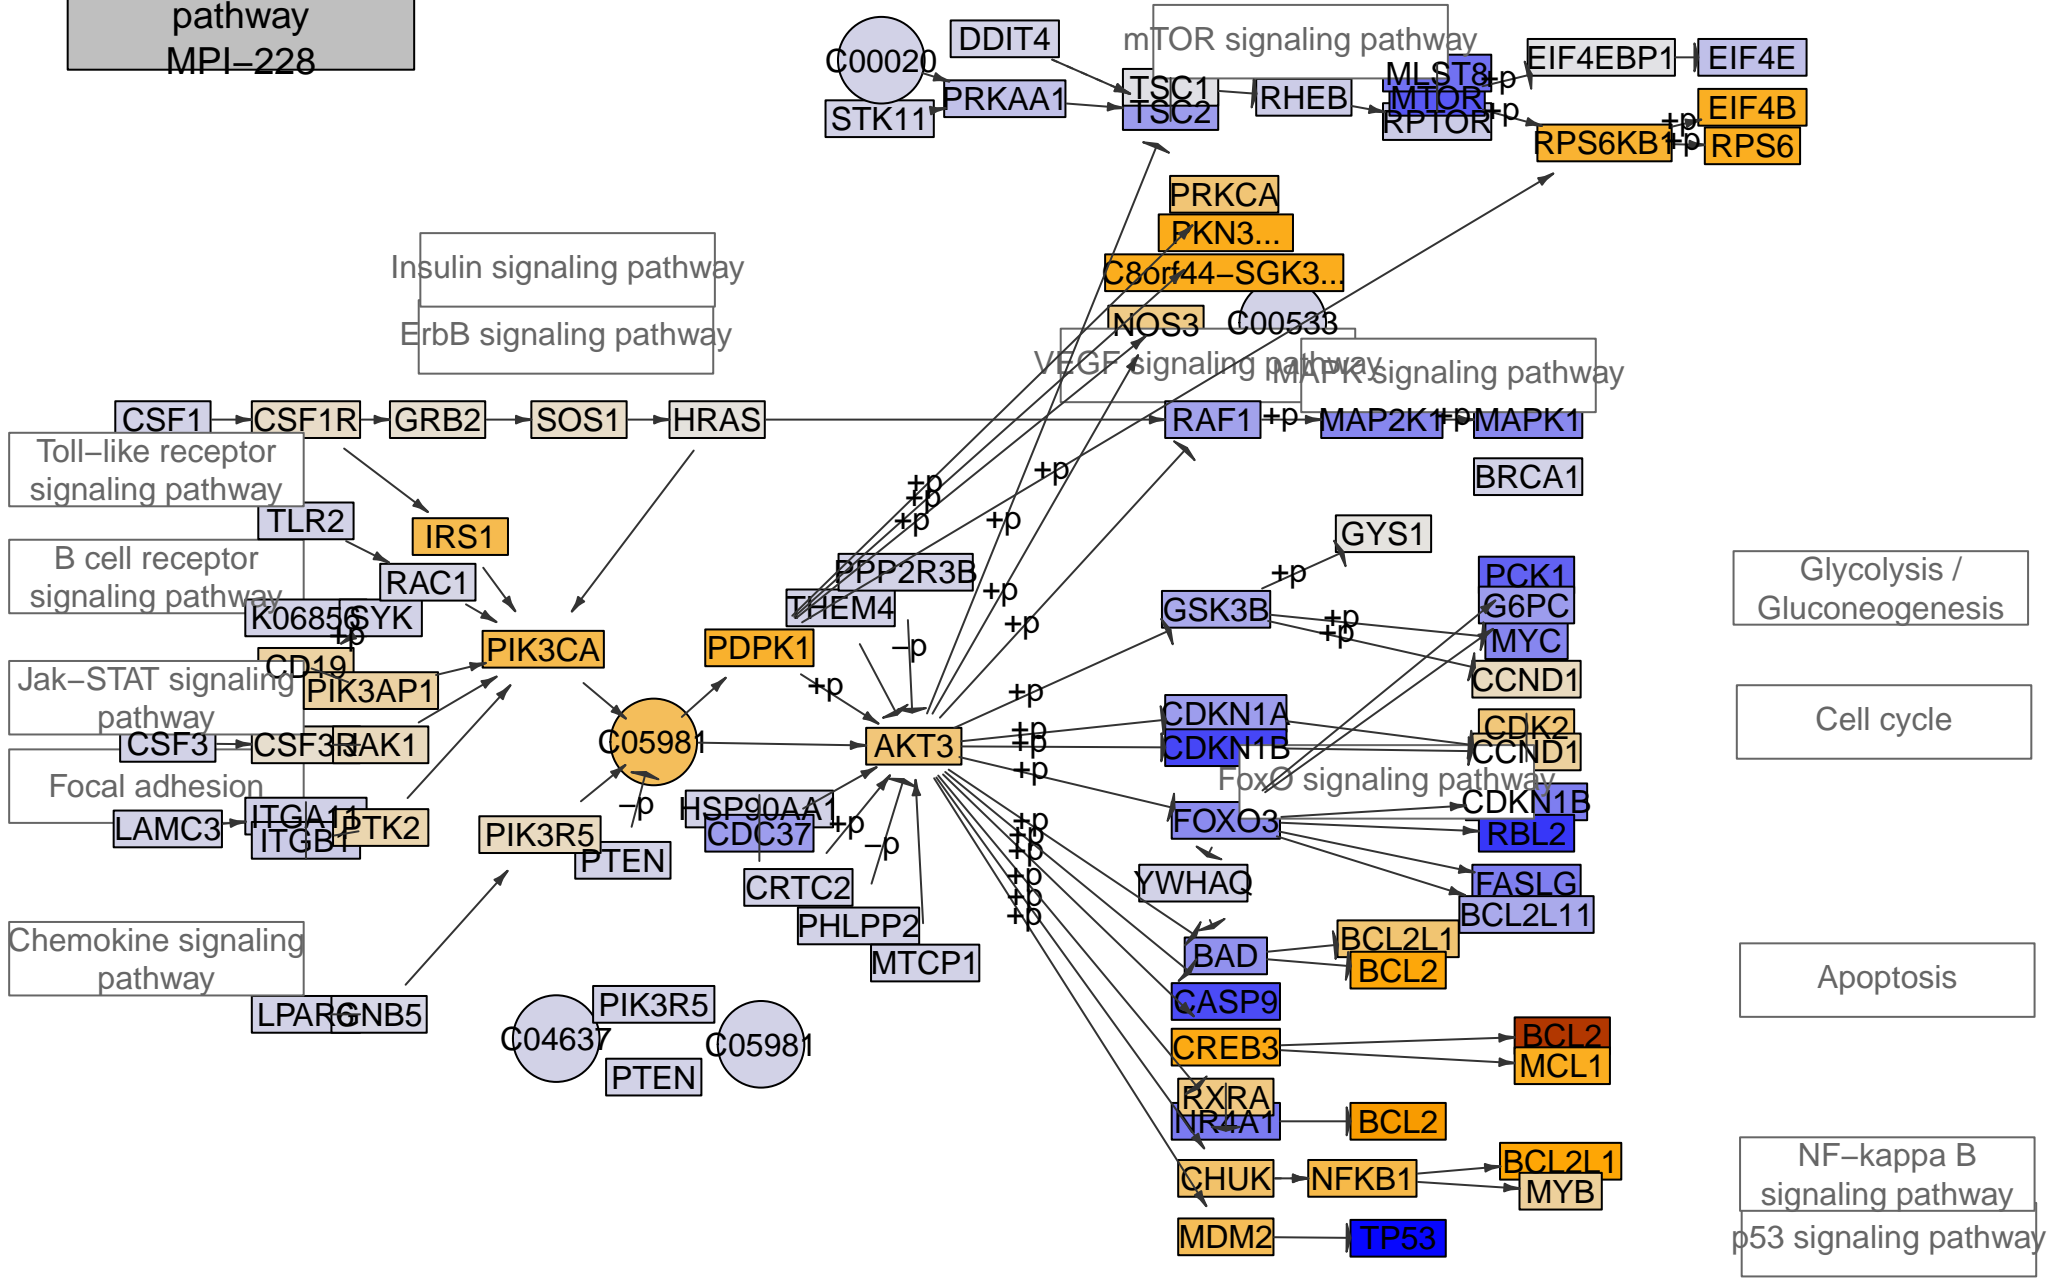 pathway
MPI−228
C00020
DDIT4
mTOR signaling pathway
EIF4EBP1
EIF4E
STK11
PRKAA1
TSC1
TSC2
RHEB
MLST8
MTOR
RPTOR
+p
+p
RPS6KB1
+p
+p
EIF4B
RPS6
PRKCA
PKN3...
C8orf44−SGK3...
NOS3
C00533
Insulin signaling pathway
ErbB signaling pathway
VEGF signaling pathway
MAPK signaling pathway
CSF1
CSF1R
GRB2
SOS1
HRAS
RAF1
+p
MAP2K1
+p
MAPK1
BRCA1
Toll−like receptor
signaling pathway
TLR2
IRS1
+p
+p
+p
+p
+p
GYS1
B cell receptor
signaling pathway
RAC1
K06856
SYK
+p
PPP2R3B
THEM4
+p
+p
+p
GSK3B
+p
+p
PCK1
G6PC
MYC
CCND1
Glycolysis /
Gluconeogenesis
CD19
PIK3AP1
PIK3CA
PDPK1
+p
−p
+p
Jak−STAT signaling
pathway
CSF3
CSF3R
JAK1
C05981
AKT3
+p
+p
+p
CDKN1A
CDKN1B
CDK2
CCND1
Cell cycle
FoxO signaling pathway
Focal adhesion
LAMC3
ITGA11
ITGB1
PTK2
PIK3R5
−p
PTEN
HSP90AA1
CDC37
+p
−p
+p
+p
+p
+p
+p
+p
FOXO3
CDKN1B
RBL2
CRTC2
PHLPP2
MTCP1
YWHAQ
FASLG
BCL2L11
Chemokine signaling
pathway
LPAR6
GNB5
BAD
BCL2L1
BCL2
Apoptosis
C04637
PIK3R5
PTEN
C05981
CASP9
CREB3
BCL2
MCL1
RXRA
NR4A1
BCL2
CHUK
NFKB1
BCL2L1
MYB
NF−kappa B
signaling pathway
MDM2
TP53
p53 signaling pathway